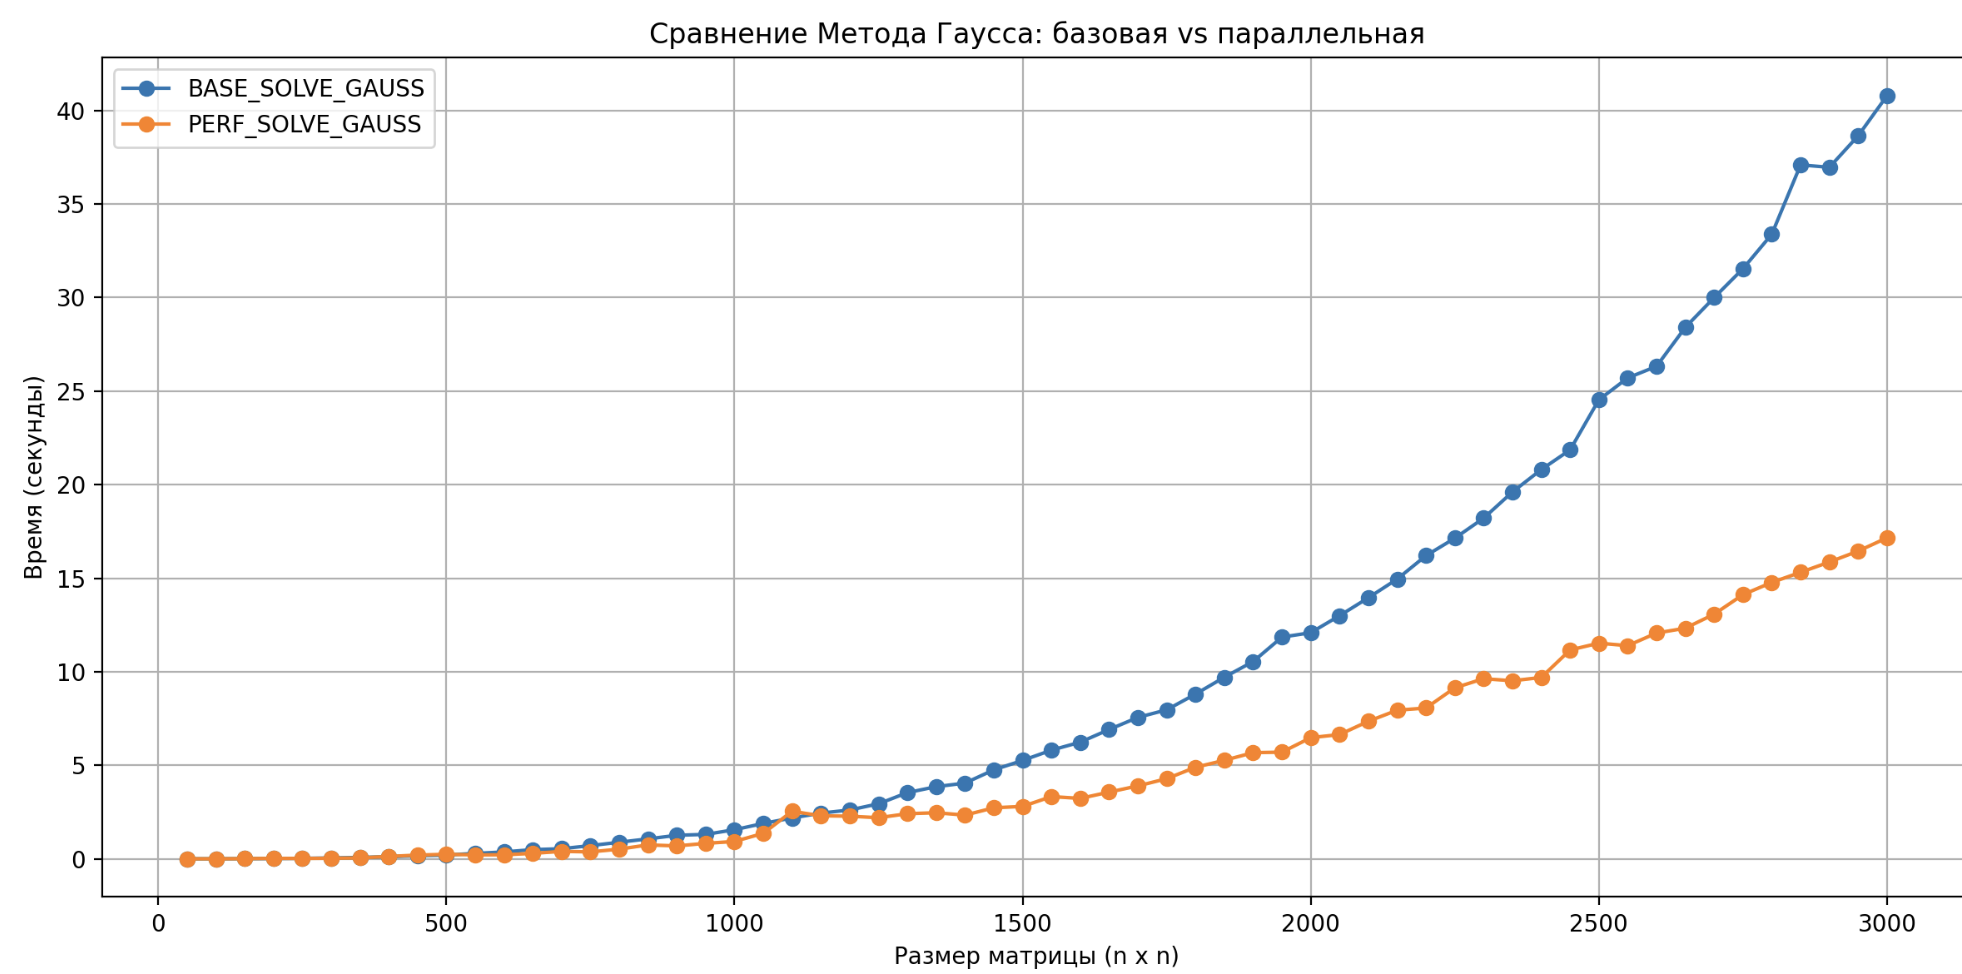 Сравнение Метода Гаусса: базовая vs параллельная
BASE_SOLVE_GAUSS
PERF_SOLVE_GAUSS
Время (секунды)
40
35
30
25
20
15
10
5
0
0 500 1000 1500 2000 2500 3000
Размер матрицы (n x n)